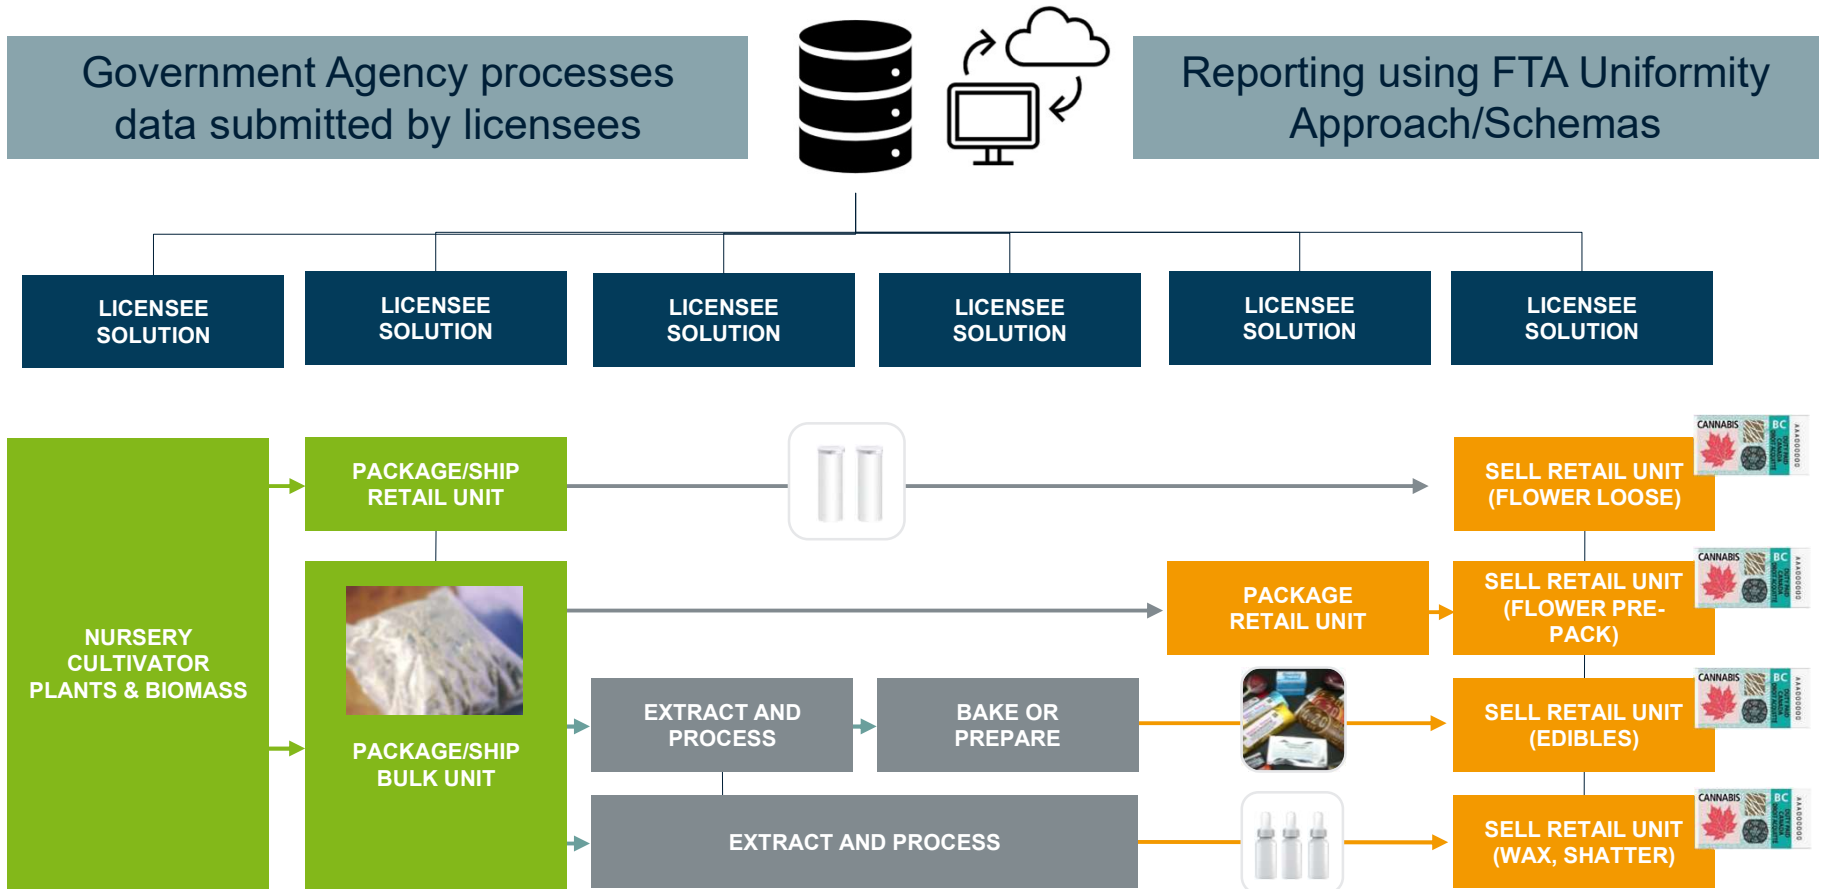 Government Agency processes
data submitted by licensees
Reporting using FTA Uniformity
Approach/Schemas
LICENSEE
SOLUTION
LICENSEE
SOLUTION
LICENSEE
SOLUTION
LICENSEE
SOLUTION
LICENSEE
SOLUTION
LICENSEE
SOLUTION
NURSERY
CULTIVATOR
PLANTS & BIOMASS
PACKAGE/SHIP
RETAIL UNIT
SELL RETAIL UNIT
(FLOWER LOOSE)
CANNABIS
BC
PACKAGE/SHIP
BULK UNIT
PACKAGE
RETAIL UNIT
SELL RETAIL UNIT
(FLOWER PRE-
PACK)
CANNABIS
BC
EXTRACT AND
PROCESS
BAKE OR
PREPARE
SELL RETAIL UNIT
(EDIBLES)
CANNABIS
BC
EXTRACT AND PROCESS
SELL RETAIL UNIT
(WAX, SHATTER)
CANNABIS
BC